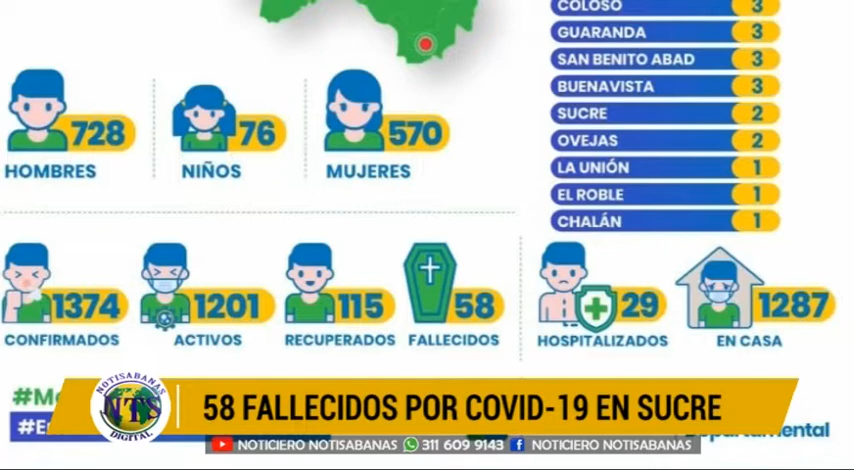 COLOSO 3
GUARANDA 3
SAN BENITO ABAD 3
BUENAVISTA 3
SUCRE 2
OVEJAS 2
LA UNIÓN 1
EL ROBLE 1
CHALÁN 1
728
HOMBRES
76
NIÑOS
570
MUJERES
1374
CONFIRMADOS
1201
ACTIVOS
115
RECUPERADOS
58
FALLECIDOS
29
HOSPITALIZADOS
1287
EN CASA
NOTISABANAS
NTS
DIGITAL
58 FALLECIDOS POR COVID-19 EN SUCRE
NOTICIERO NOTISABANAS 311 609 9143 NOTICIERO NOTISABANAS